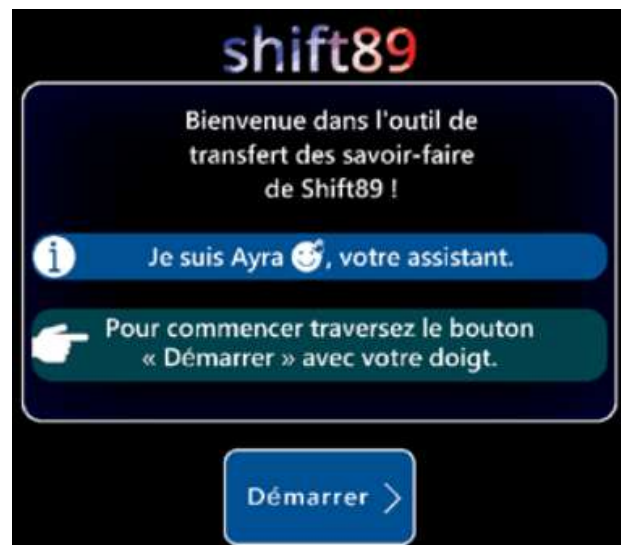 shift89
Bienvenue dans l'outil de
transfert des savoir-faire
de Shift89 !
i
Je suis Ayra 😴, votre assistant.
Pour commencer traversez le bouton
« Démarrer » avec votre doigt.
Démarrer >